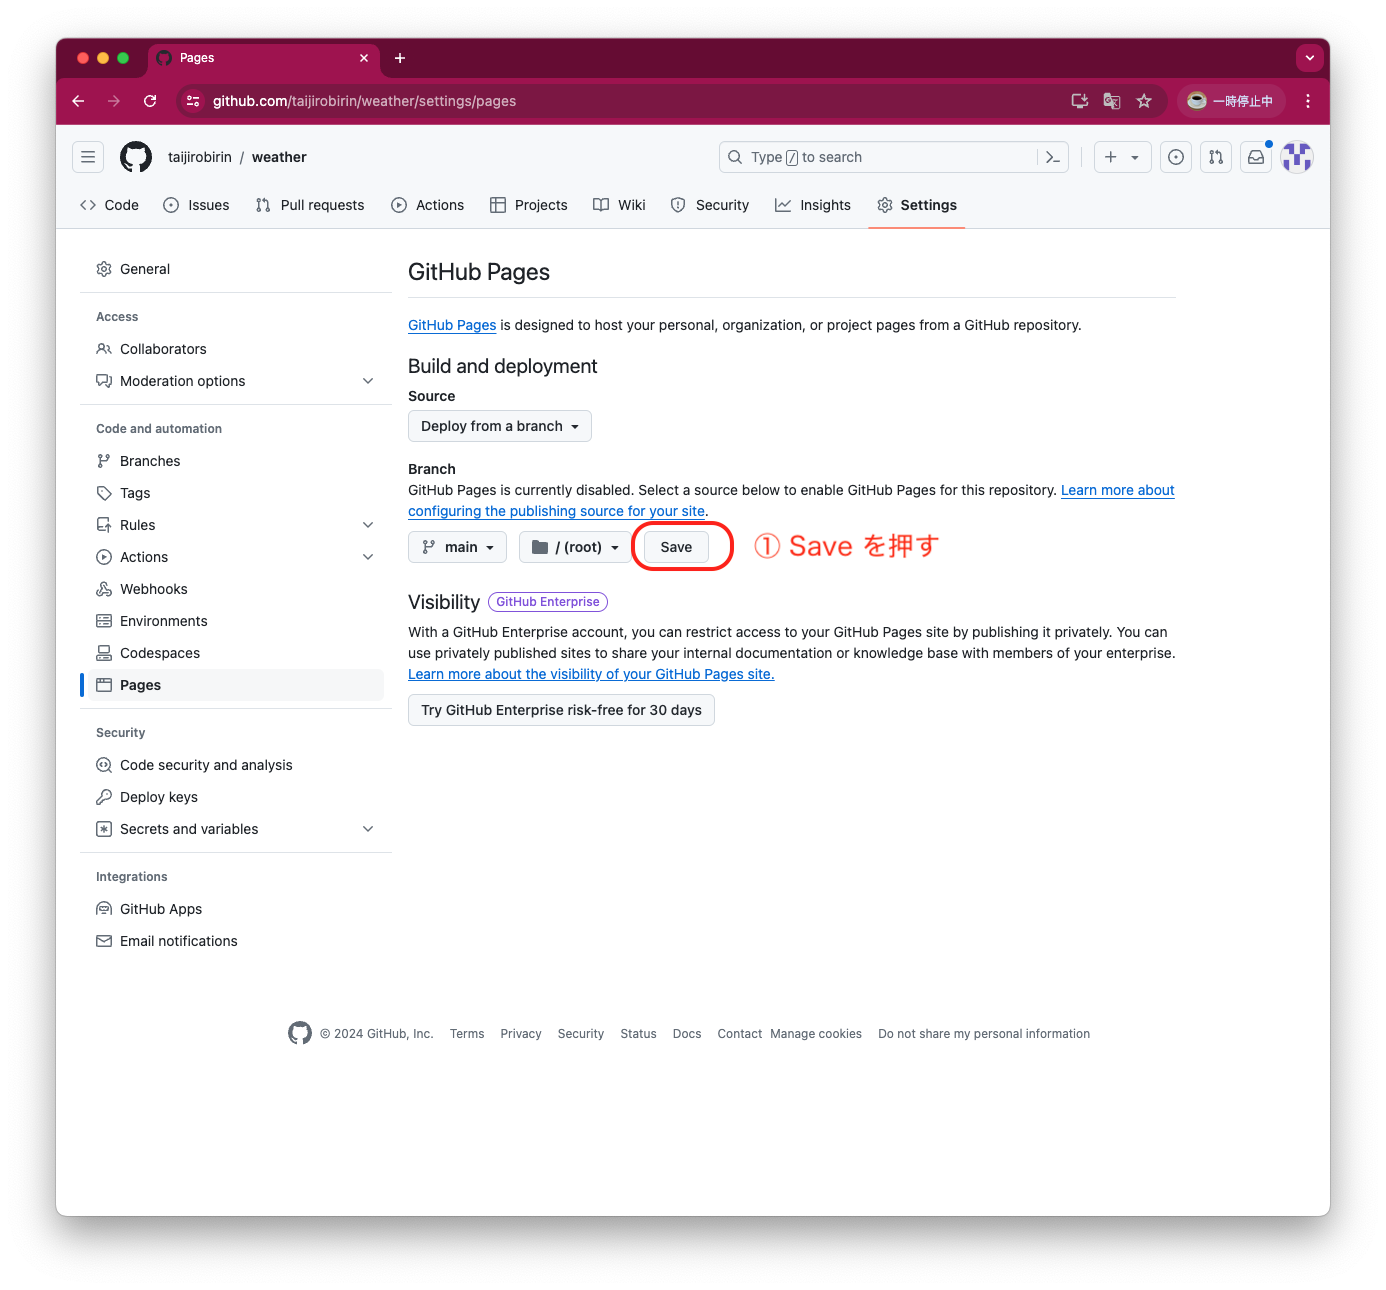 Pages
github.com/taijirobirin/weather/settings/pages
一時停止中
taijirobirin / weather
Type / to search
Code
Issues
Pull requests
Actions
Projects
Wiki
Security
Insights
Settings
General
Access
Collaborators
Moderation options
Code and automation
Branches
Tags
Rules
Actions
Webhooks
Environments
Codespaces
Pages
Security
Code security and analysis
Deploy keys
Secrets and variables
Integrations
GitHub Apps
Email notifications
GitHub Pages
GitHub Pages is designed to host your personal, organization, or project pages from a GitHub repository.
Build and deployment
Source
Deploy from a branch
Branch
GitHub Pages is currently disabled. Select a source below to enable GitHub Pages for this repository. Learn more about
configuring the publishing source for your site.
main
/ (root)
Save
① Save を押す
Visibility
GitHub Enterprise
With a GitHub Enterprise account, you can restrict access to your GitHub Pages site by publishing it privately. You can
use privately published sites to share your internal documentation or knowledge base with members of your enterprise.
Learn more about the visibility of your GitHub Pages site.
Try GitHub Enterprise risk-free for 30 days
© 2024 GitHub, Inc.
Terms
Privacy
Security
Status
Docs
Contact
Manage cookies
Do not share my personal information